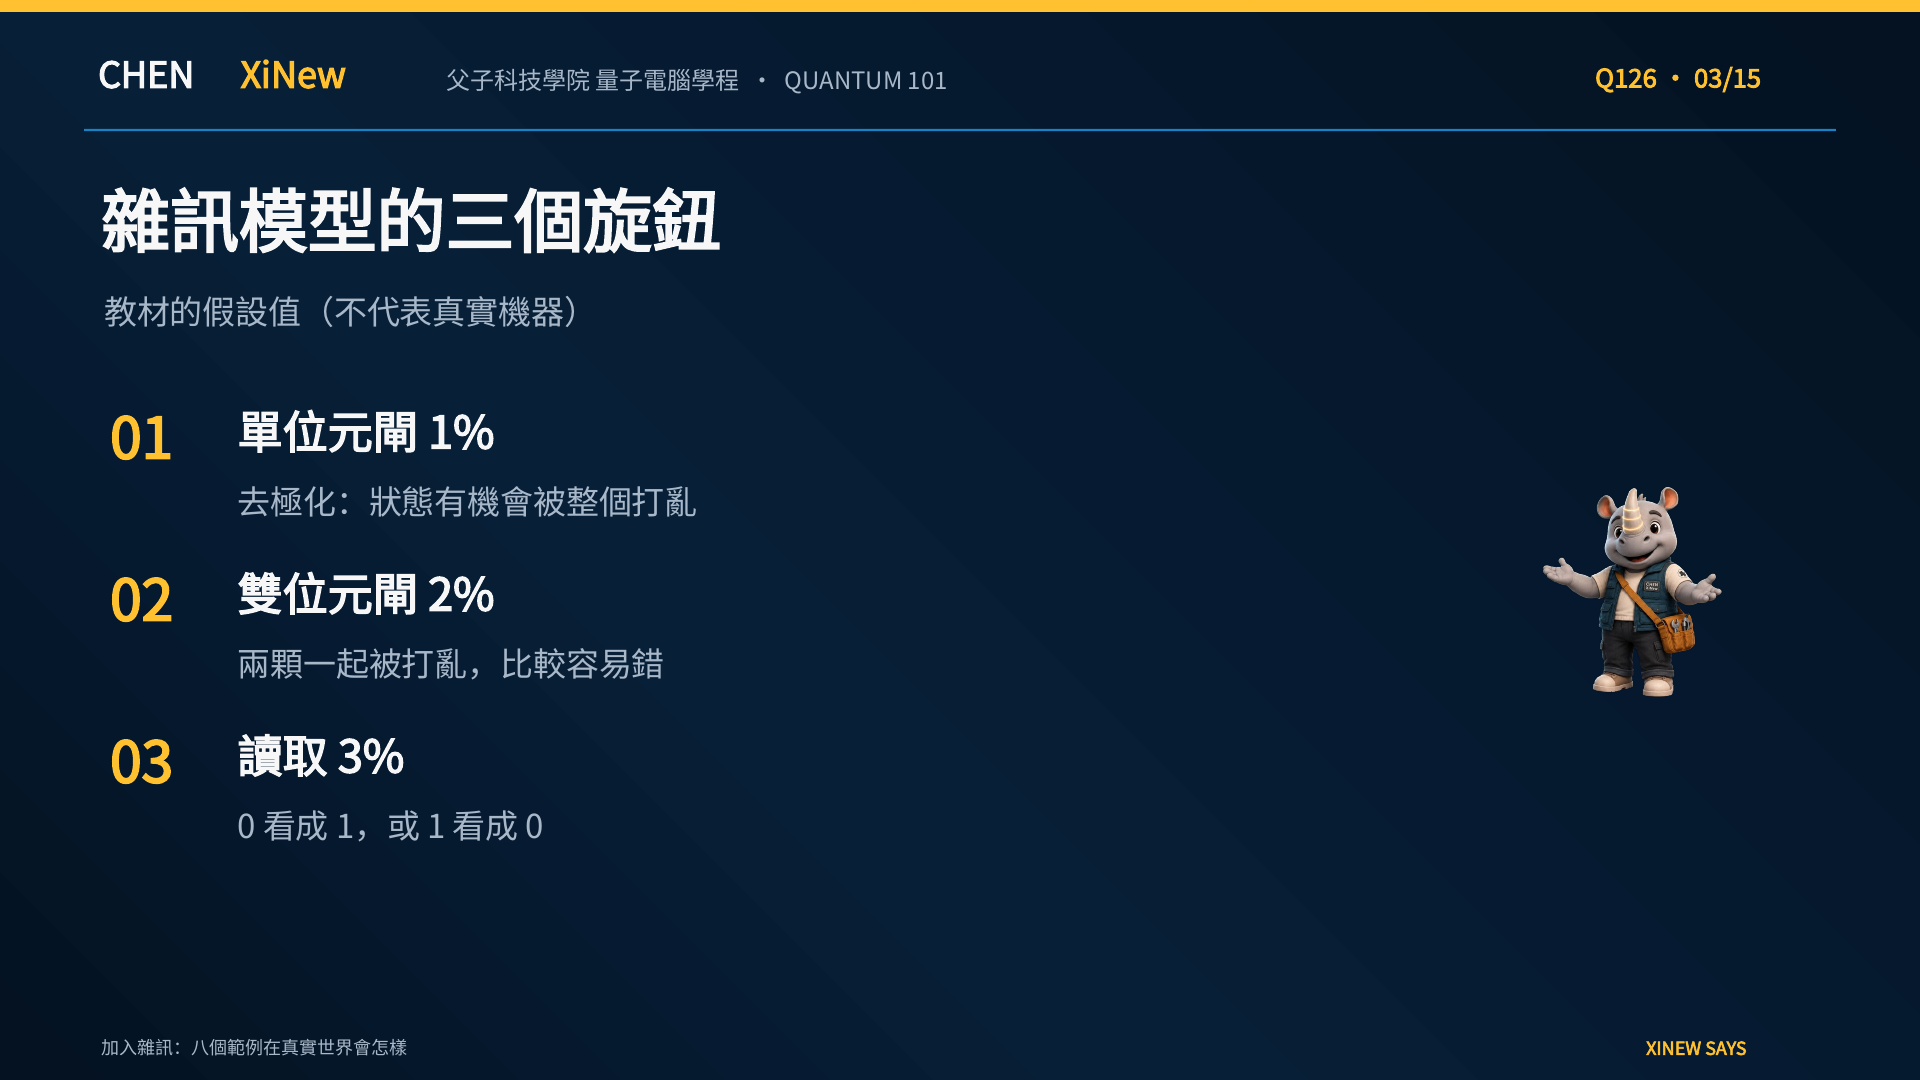 CHEN XiNew 父子科技學院 量子電腦學程 · QUANTUM 101 Q126 · 03/15
雜訊模型的三個旋鈕
教材的假設值（不代表真實機器）
01 單位元閘 1%
去極化：狀態有機會被整個打亂
02 雙位元閘 2%
兩顆一起被打亂，比較容易錯
03 讀取 3%
0 看成 1，或 1 看成 0
加入雜訊：八個範例在真實世界會怎樣 XINEW SAYS